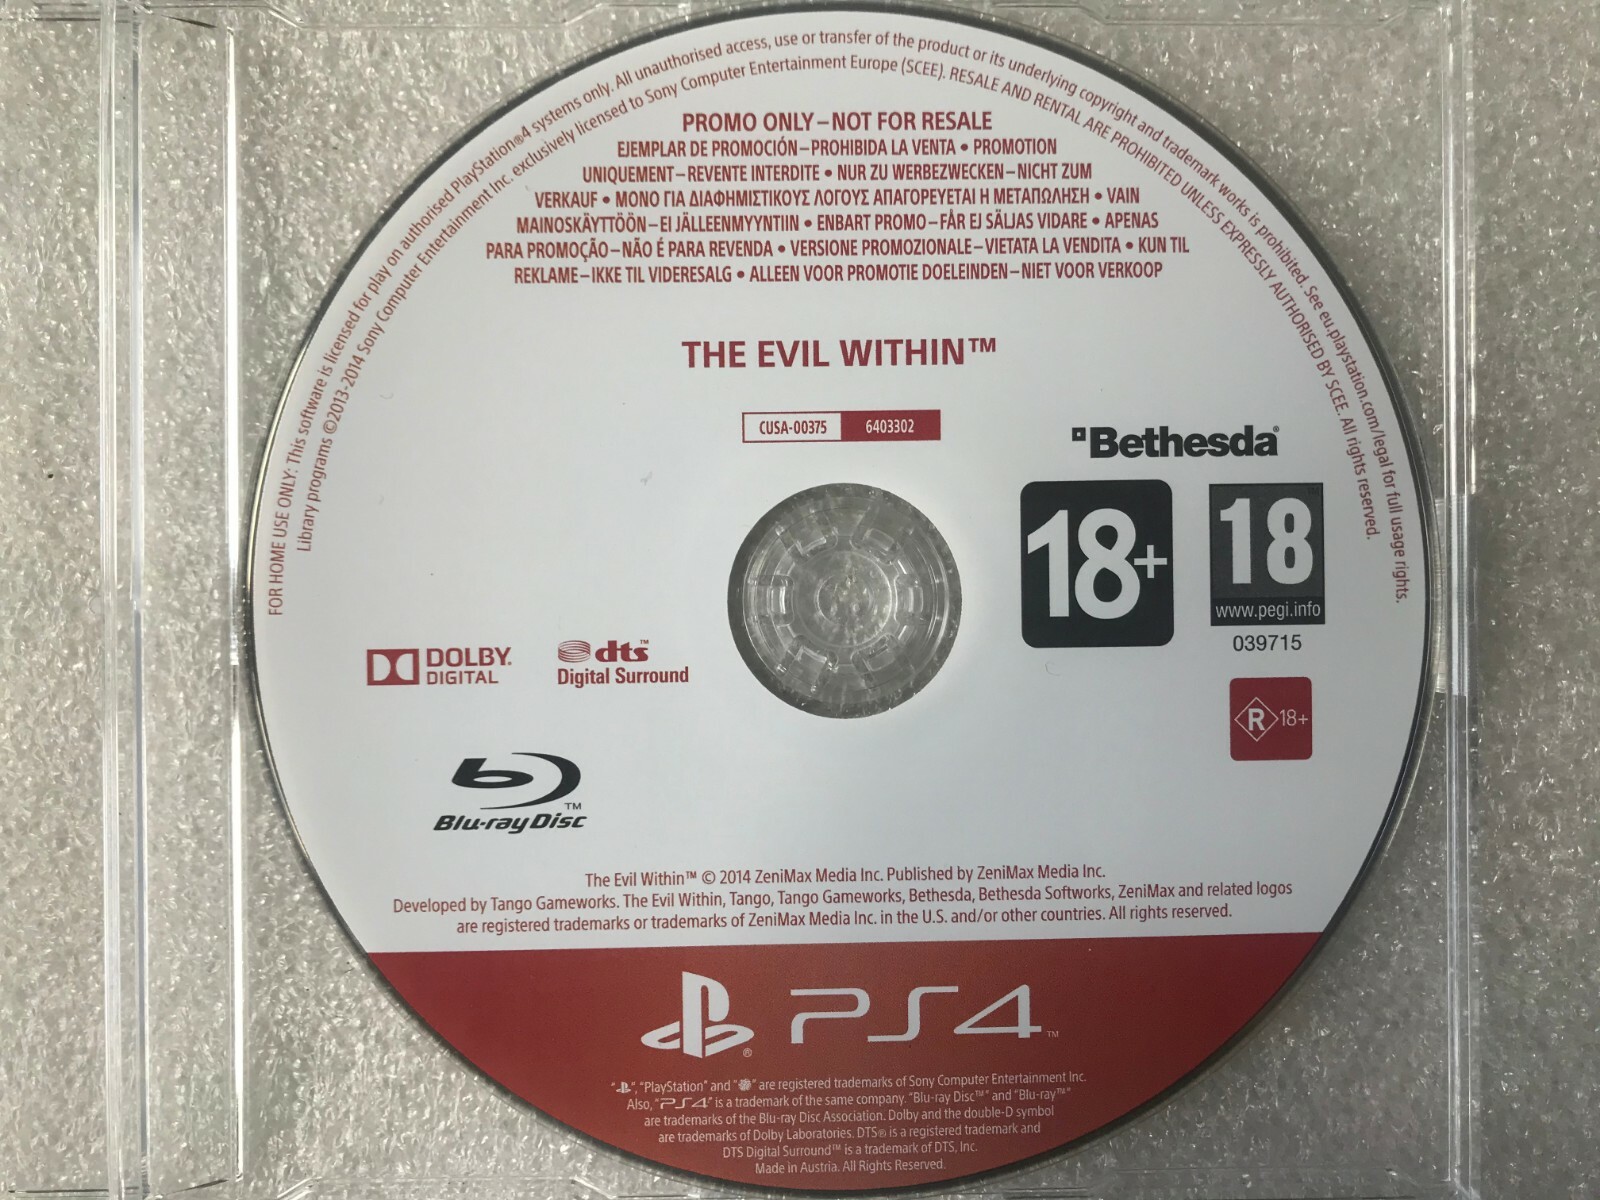 FOR HOME USE ONLY: This software is licensed for play on authorised PlayStation®4 systems only. All unauthorised access, use or transfer of the product or its underlying copyright and trademark works is prohibited. See eu.playstation.com/legal for full usage rights.
Library programs ©2013-2014 Sony Computer Entertainment Inc. exclusively licensed to Sony Computer Entertainment Europe (SCEE). RESALE AND RENTAL ARE PROHIBITED UNLESS EXPRESSLY AUTHORISED BY SCEE. All rights reserved.
PROMO ONLY – NOT FOR RESALE
EJEMPLAR DE PROMOCIÓN – PROHIBIDA LA VENTA • PROMOTION
UNIQUEMENT – REVENTE INTERDITE • NUR ZU WERBEZWECKEN – NICHT ZUM
VERKAUF • ΜΟΝΟ ΓΙΑ ΔΙΑΦΗΜΙΣΤΙΚΟΥΣ ΛΟΓΟΥΣ ΑΠΑΓΟΡΕΥΕΤΑΙ Η ΜΕΤΑΠΩΛΗΣΗ • VAIN
MAINOSKÄYTTÖÖN – EI JÄLLEENMYYNTIIN • ENBART PROMO – FÅR EJ SÄLJAS VIDARE • APENAS
PARA PROMOÇÃO – NÃO É PARA REVENDA • VERSIONE PROMOZIONALE – VIETATA LA VENDITA • KUN TIL
REKLAME – IKKE TIL VIDERESALG • ALLEEN VOOR PROMOTIE DOELEINDEN – NIET VOOR VERKOOP
THE EVIL WITHIN™
CUSA-00375 6403302
Bethesda®
18+
18™
www.pegi.info
039715
R 18+
DOLBY®
DIGITAL
dts™
Digital Surround
Blu-ray Disc™
The Evil Within™ © 2014 ZeniMax Media Inc. Published by ZeniMax Media Inc.
Developed by Tango Gameworks. The Evil Within, Tango, Tango Gameworks, Bethesda, Bethesda Softworks, ZeniMax and related logos
are registered trademarks or trademarks of ZeniMax Media Inc. in the U.S. and/or other countries. All rights reserved.
® PS4™
"", "PlayStation" and "" are registered trademarks of Sony Computer Entertainment Inc.
Also, "PS4" is a trademark of the same company. "Blu-ray Disc™" and "Blu-ray™"
are trademarks of the Blu-ray Disc Association. Dolby and the double-D symbol
are trademarks of Dolby Laboratories. DTS® is a registered trademark and
DTS Digital Surround™ is a trademark of DTS, Inc.
Made in Austria. All Rights Reserved.